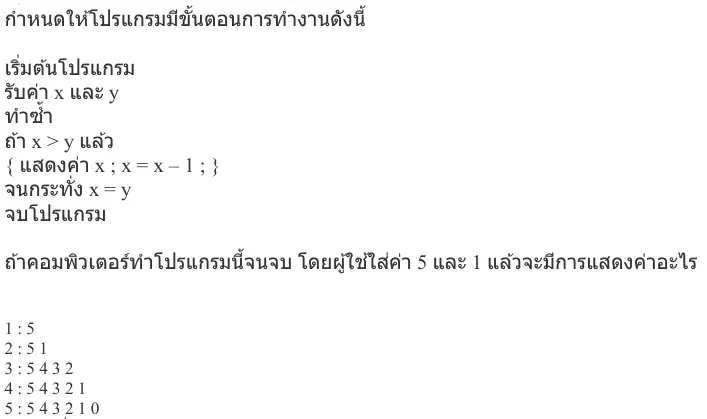 กำหนดให้โปรแกรมมีขั้นตอนการทำงานดังนี้
เริ่มต้นโปรแกรม
รับค่า x และ y
ทำซ้ำ
ถ้า x > y แล้ว
{ แสดงค่า x ; x = x – 1 ; }
จนกระทั่ง x = y
จบโปรแกรม
ถ้าคอมพิวเตอร์ทำโปรแกรมนี้จนจบ โดยผู้ใช้ใส่ค่า 5 และ 1 แล้วจะมีการแสดงค่าอะไร
1 : 5
2 : 5 1
3 : 5 4 3 2
4 : 5 4 3 2 1
5 : 5 4 3 2 1 0